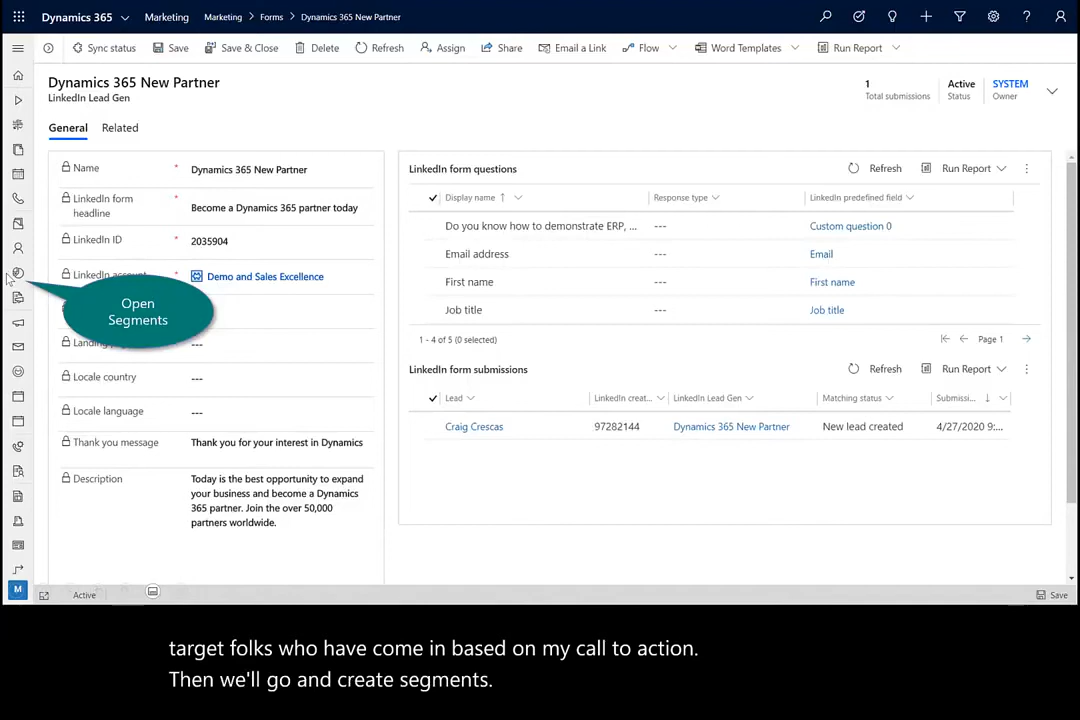 Dynamics 365 Marketing Marketing Forms Dynamics 365 New Partner
Sync status Save Save & Close Delete Refresh Assign Share Email a Link Flow Word Templates Run Report
Dynamics 365 New Partner
LinkedIn Lead Gen
1
Total submissions
Active
Status
SYSTEM
Owner
General Related
Name * Dynamics 365 New Partner
LinkedIn form
headline
Become a Dynamics 365 partner today
LinkedIn ID * 2035904
LinkedIn account * Demo and Sales Excellence
Open
Segments
---
Locale country ---
Locale language ---
Thank you message Thank you for your interest in Dynamics
Description
Today is the best opportunity to expand
your business and become a Dynamics
365 partner. Join the over 50,000
partners worldwide.
LinkedIn form questions Refresh Run Report
Display name Response type LinkedIn predefined field
Do you know how to demonstrate ERP, ... --- Custom question 0
Email address --- Email
First name --- First name
Job title --- Job title
1 - 4 of 5 (0 selected) Page 1
LinkedIn form submissions Refresh Run Report
Lead LinkedIn creat... LinkedIn Lead Gen Matching status Submissi...
Craig Crescas 97282144 Dynamics 365 New Partner New lead created 4/27/2020 9:...
M
Active Save
target folks who have come in based on my call to action.
Then we'll go and create segments.